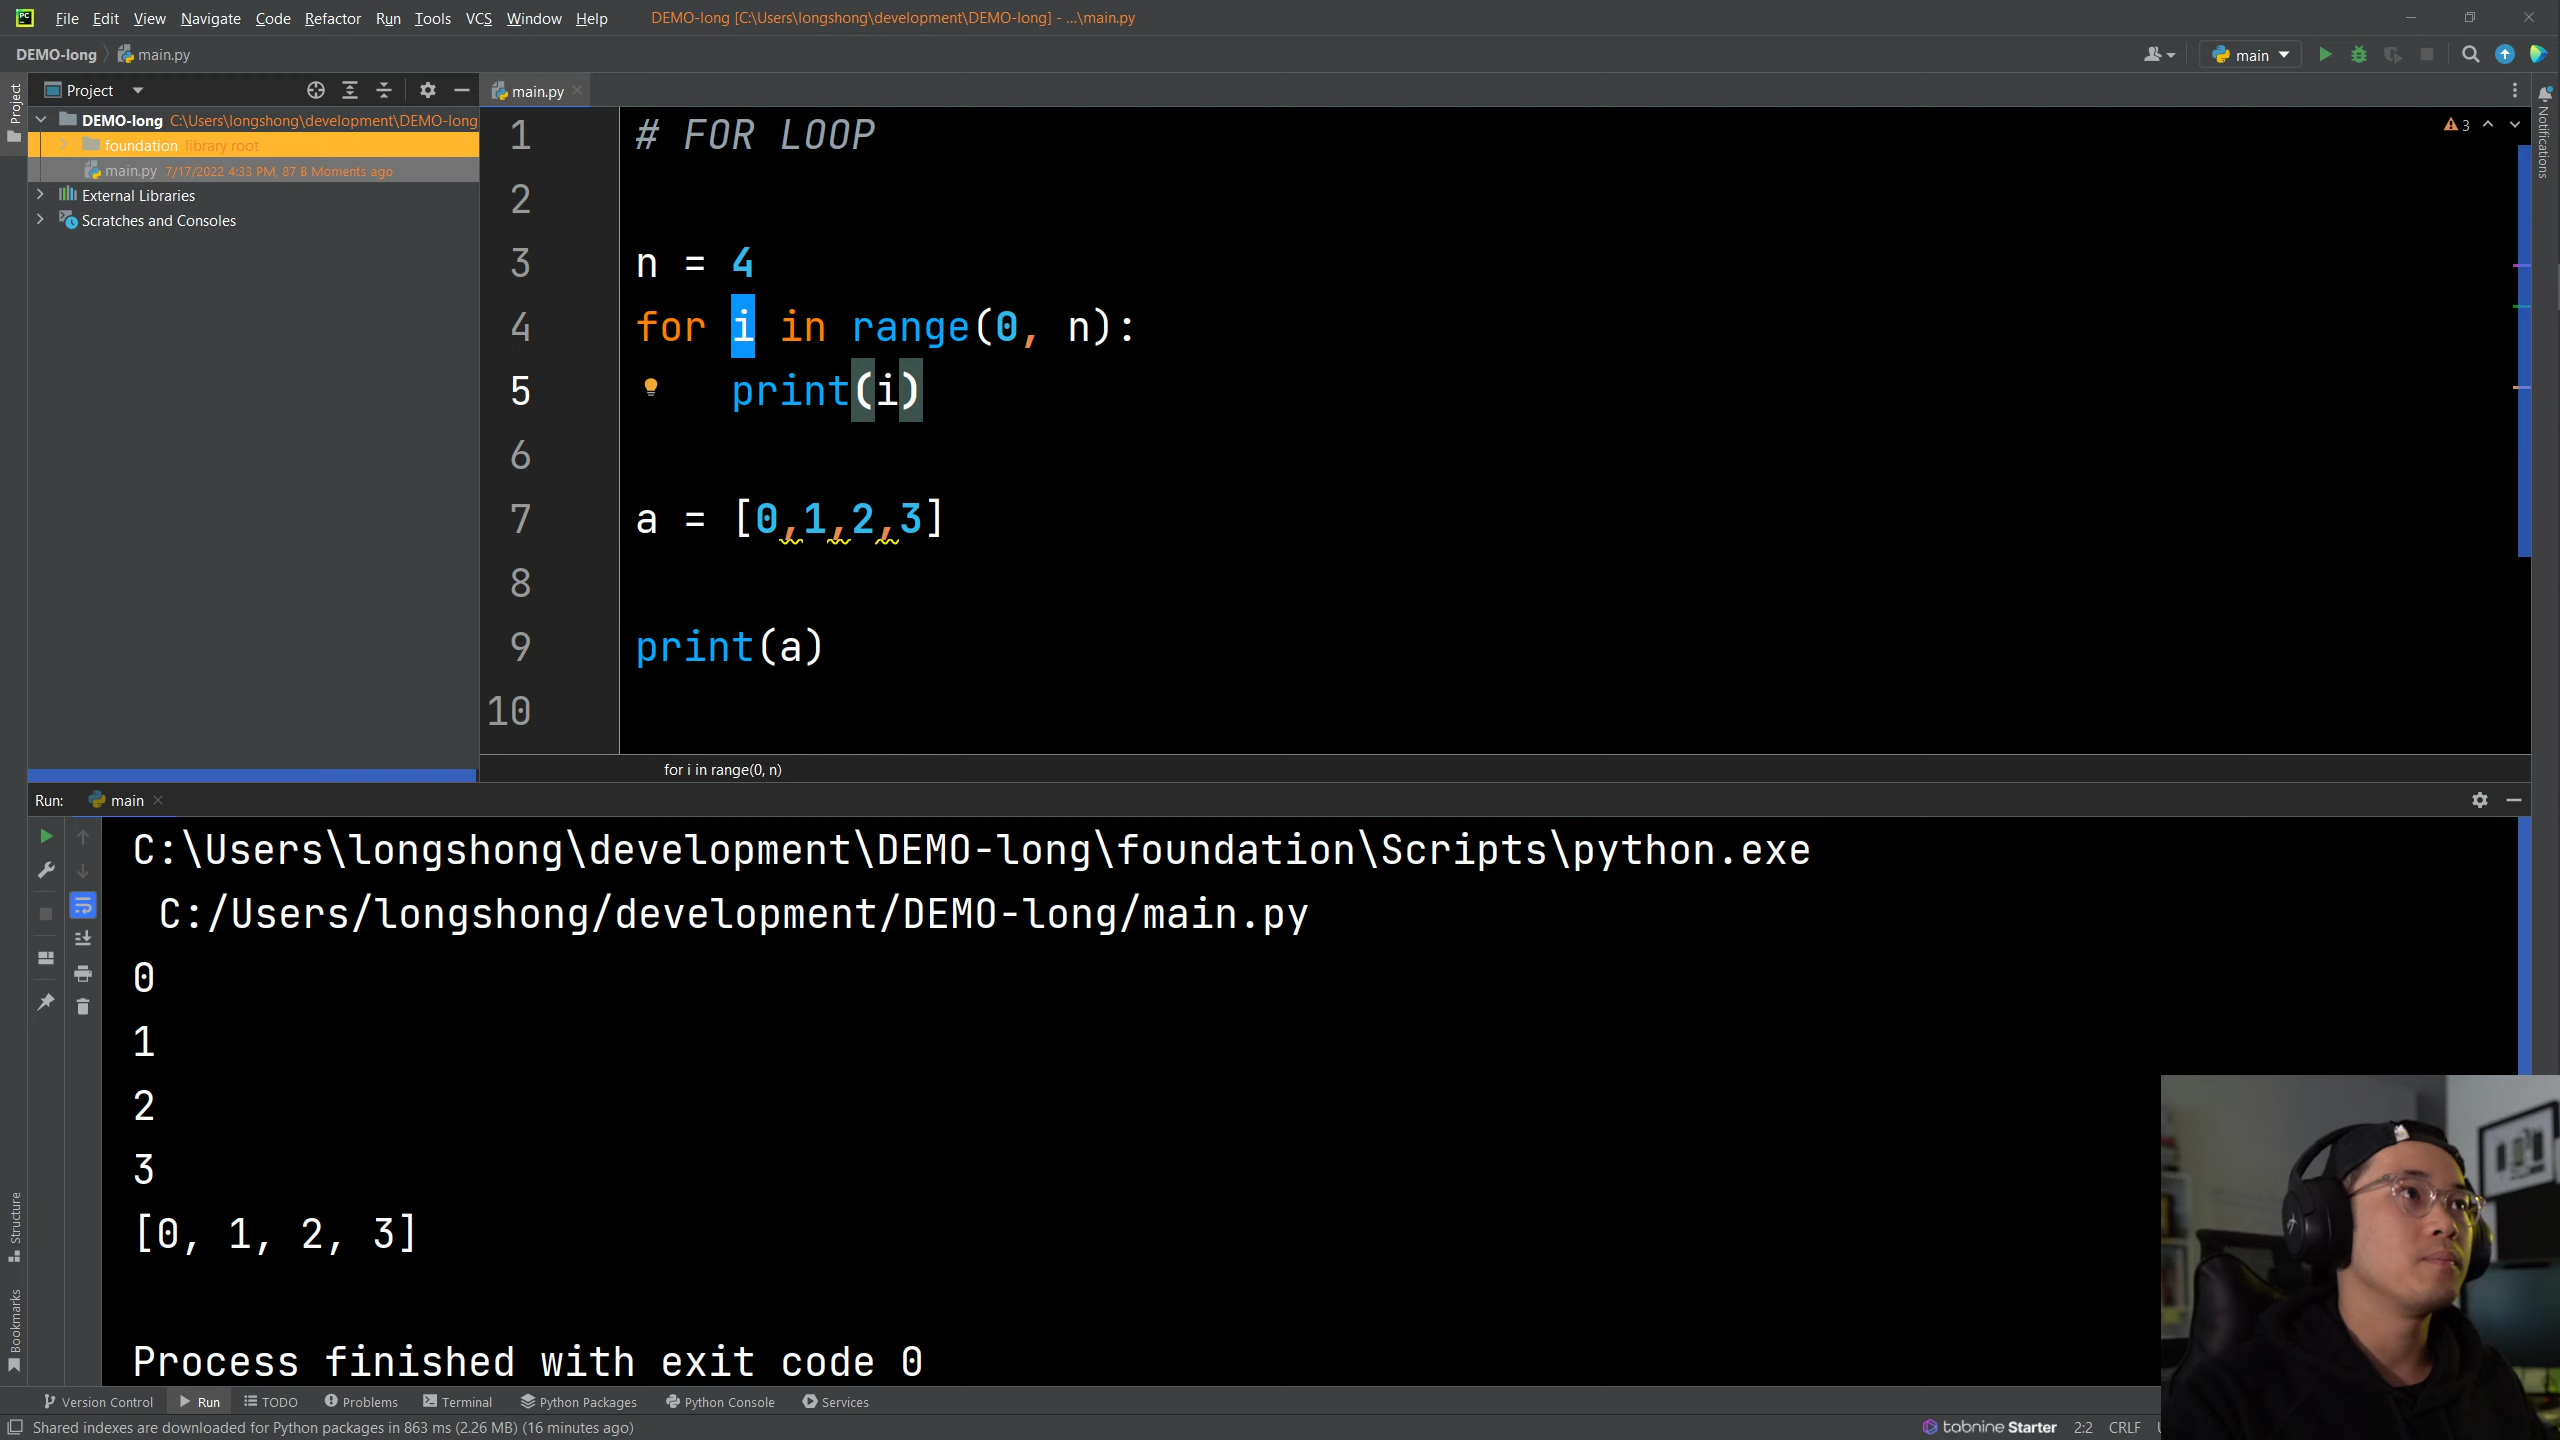 PC File Edit View Navigate Code Refactor Run Tools VCS Window Help DEMO-long [C:\Users\longshong\development\DEMO-long] - ...\main.py
DEMO-long main.py main
Project main.py
DEMO-long C:\Users\longshong\development\DEMO-long
foundation library root
main.py 7/17/2022 4:33 PM, 87 B Moments ago
External Libraries
Scratches and Consoles
Project
Structure
Bookmarks
Notifications
3
1 # FOR LOOP
2
3 n = 4
4 for i in range(0, n):
5 print(i)
6
7 a = [0,1,2,3]
8
9 print(a)
10
for i in range(0, n)
Run: main
C:\Users\longshong\development\DEMO-long\foundation\Scripts\python.exe
C:/Users/longshong/development/DEMO-long/main.py
0
1
2
3
[0, 1, 2, 3]
Process finished with exit code 0
Version Control Run TODO Problems Terminal Python Packages Python Console Services
Shared indexes are downloaded for Python packages in 863 ms (2.26 MB) (16 minutes ago) tabnine Starter 2:2 CRLF